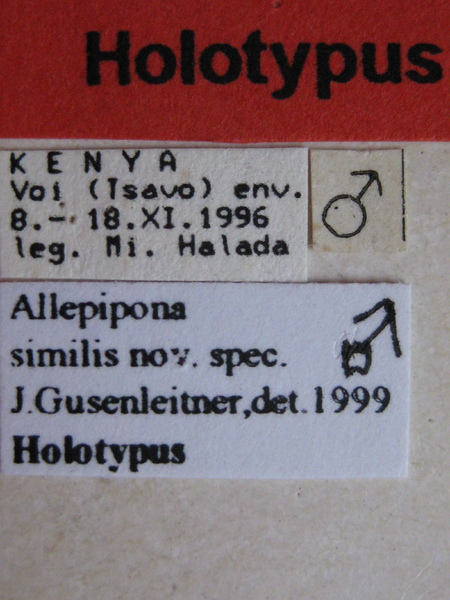 Holotypus
KENYA
Voi (Tsavo) env.
8.- 18.XI.1996
leg. Mi. Halada
♂
Allepipona
similis nov. spec. ♂
J.Gusenleitner,det.1999
Holotypus